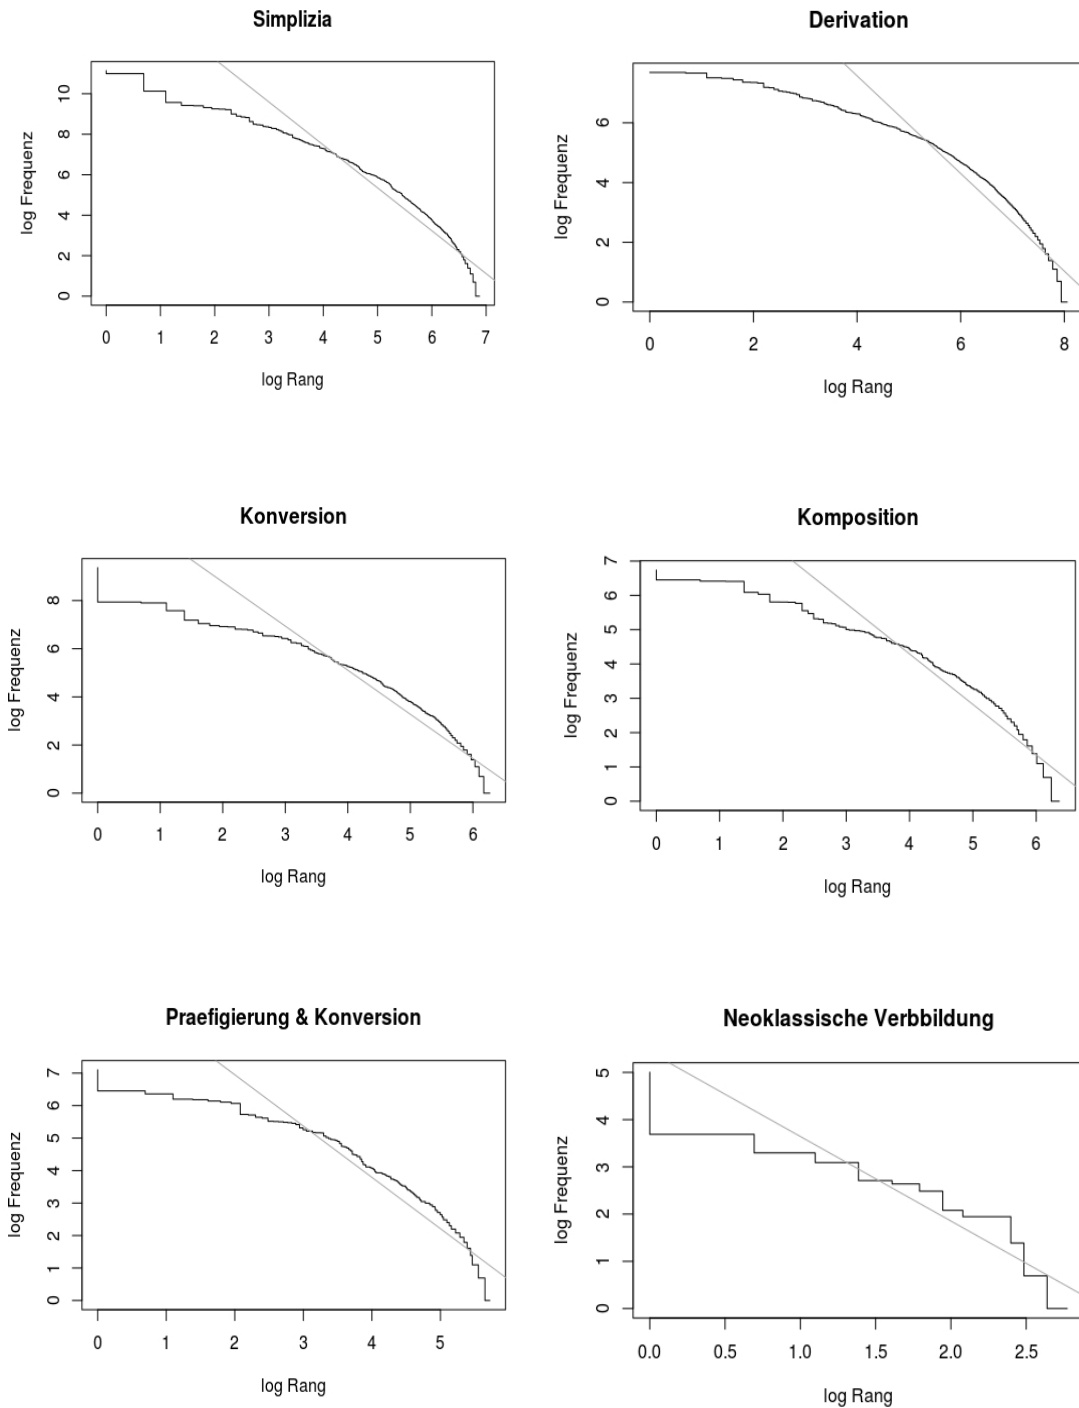 Simplizia
log Frequenz
0 2 4 6 8 10
0 1 2 3 4 5 6 7
log Rang
Derivation
log Frequenz
0 2 4 6
0 2 4 6 8
log Rang
Konversion
log Frequenz
0 2 4 6 8
0 1 2 3 4 5 6
log Rang
Komposition
log Frequenz
0 1 2 3 4 5 6 7
0 1 2 3 4 5 6
log Rang
Praefigierung & Konversion
log Frequenz
0 1 2 3 4 5 6 7
0 1 2 3 4 5
log Rang
Neoklassische Verbbildung
log Frequenz
0 1 2 3 4 5
0.0 0.5 1.0 1.5 2.0 2.5
log Rang